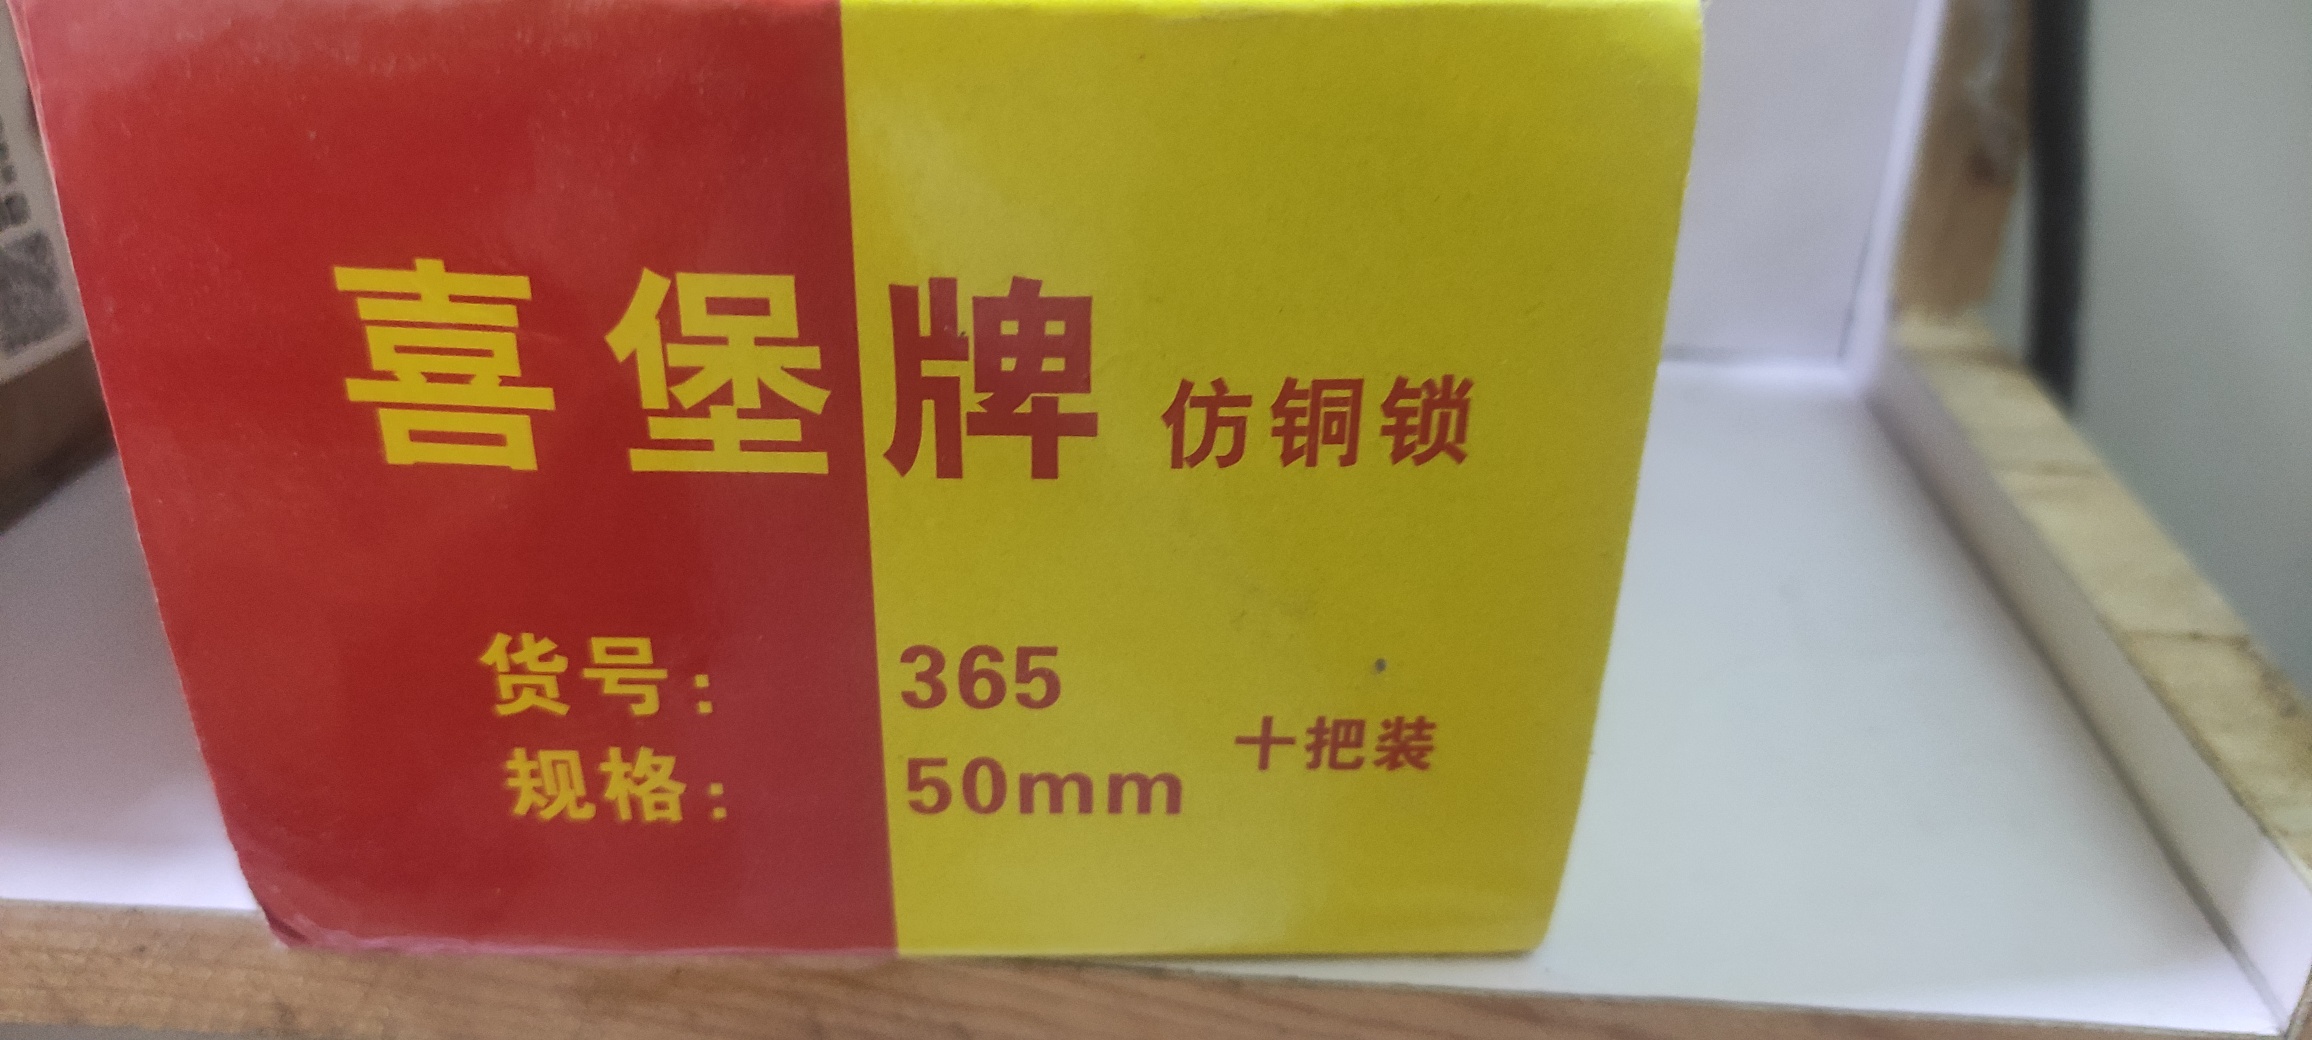 喜堡牌 仿铜锁
货号： 365
规格： 50mm 十把装